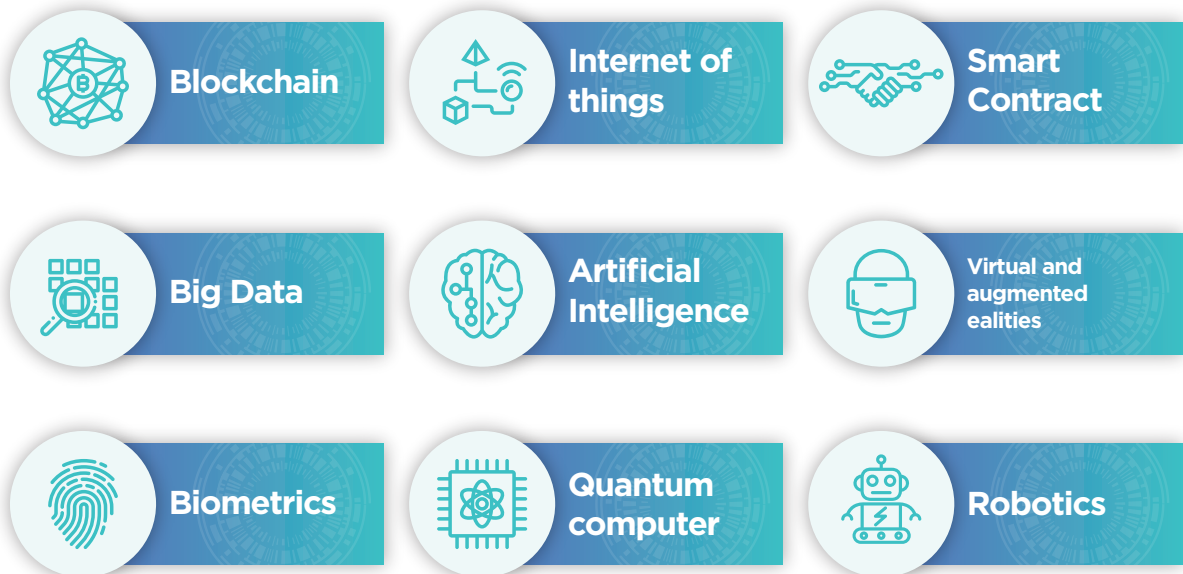 Blockchain
Internet of
things
Smart
Contract
Big Data
Artificial
Intelligence
Virtual and
augmented
ealities
Biometrics
Quantum
computer
Robotics